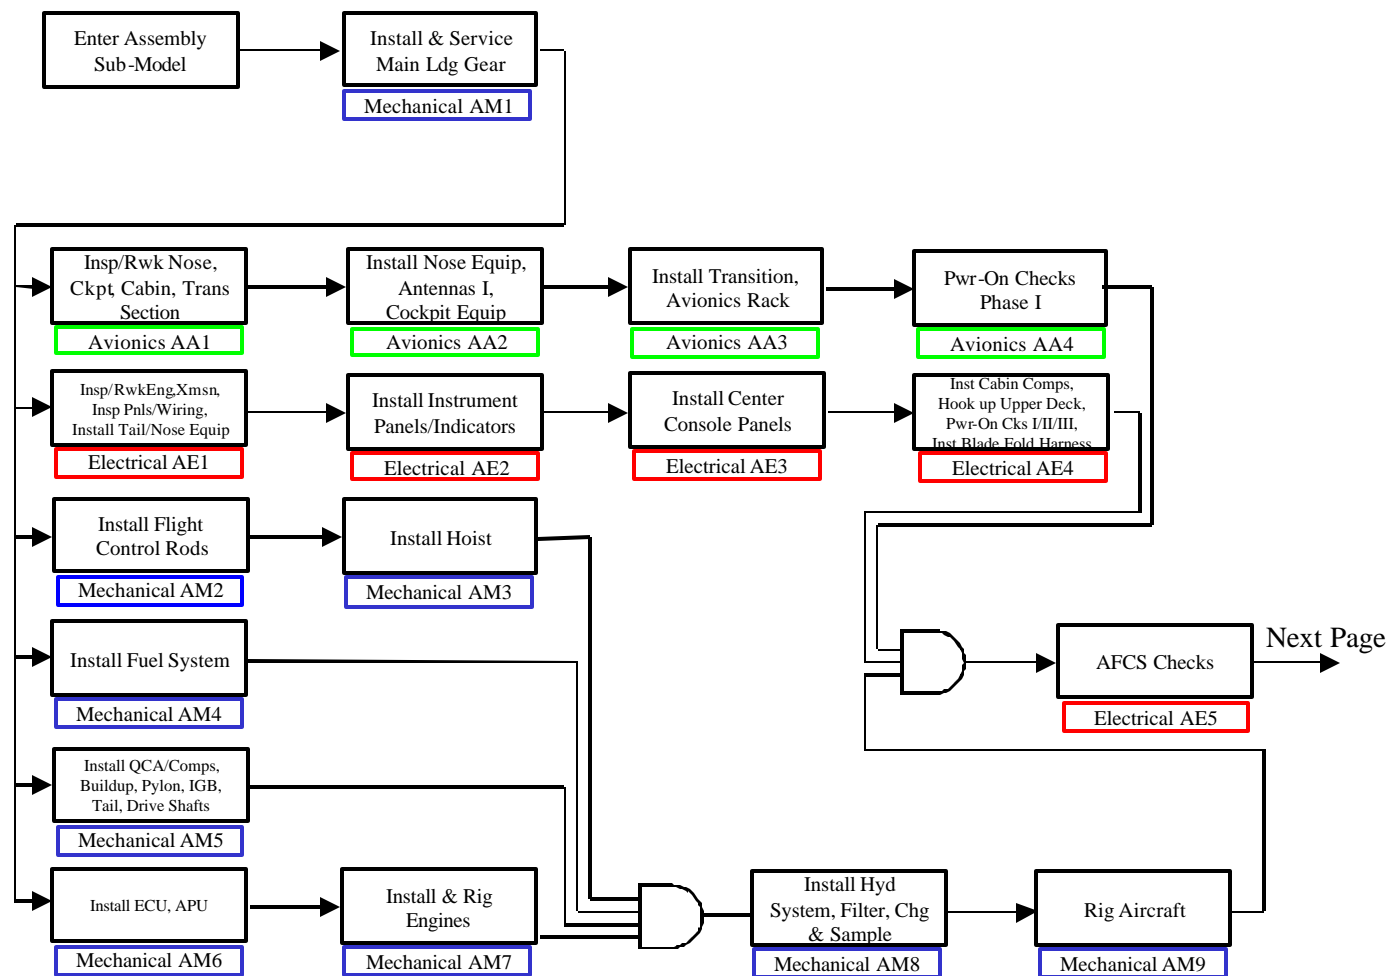 Enter Assembly
Sub-Model
Install & Service
Main Ldg Gear
Mechanical AM1
Insp/Rwk Nose,
Ckpt, Cabin, Trans
Section
Avionics AA1
Install Nose Equip,
Antennas I,
Cockpit Equip
Avionics AA2
Install Transition,
Avionics Rack
Avionics AA3
Pwr-On Checks
Phase I
Avionics AA4
Insp/RwkEng,Xmsn,
Insp Pnls/Wiring,
Install Tail/Nose Equip
Electrical AE1
Install Instrument
Panels/Indicators
Electrical AE2
Install Center
Console Panels
Electrical AE3
Inst Cabin Comps,
Hook up Upper Deck,
Pwr-On Cks I/II/III,
Inst Blade Fold Harness
Electrical AE4
Install Flight
Control Rods
Mechanical AM2
Install Hoist
Mechanical AM3
Install Fuel System
Mechanical AM4
AFCS Checks
Electrical AE5
Next Page
Install QCA/Comps,
Buildup, Pylon, IGB,
Tail, Drive Shafts
Mechanical AM5
Install ECU, APU
Mechanical AM6
Install & Rig
Engines
Mechanical AM7
Install Hyd
System, Filter, Chg
& Sample
Mechanical AM8
Rig Aircraft
Mechanical AM9